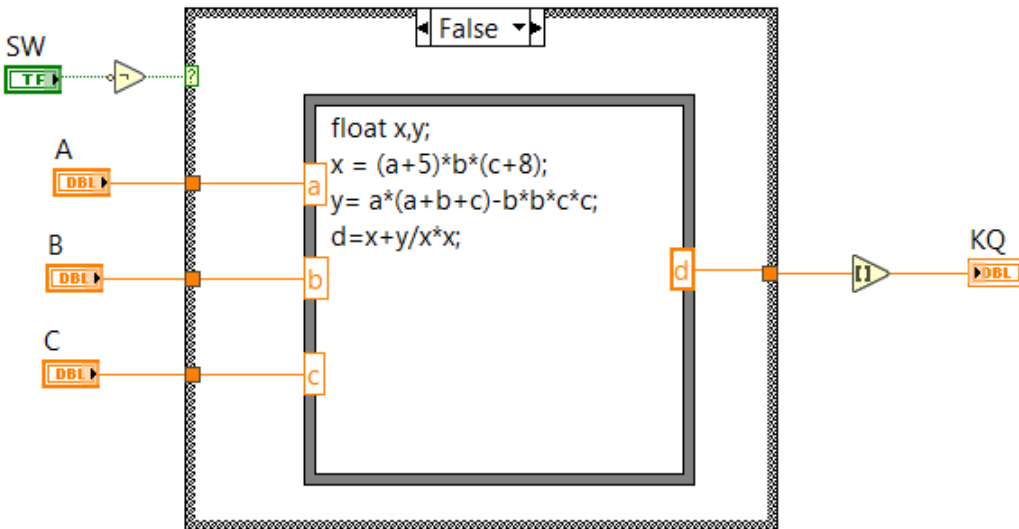 False
SW
TF
?
float x,y;
x = (a+5)*b*(c+8);
y= a*(a+b+c)-b*b*c*c;
d=x+y/x*x;
A
DBL
a
B
DBL
b
C
DBL
c
d
[ ]
KQ
DBL